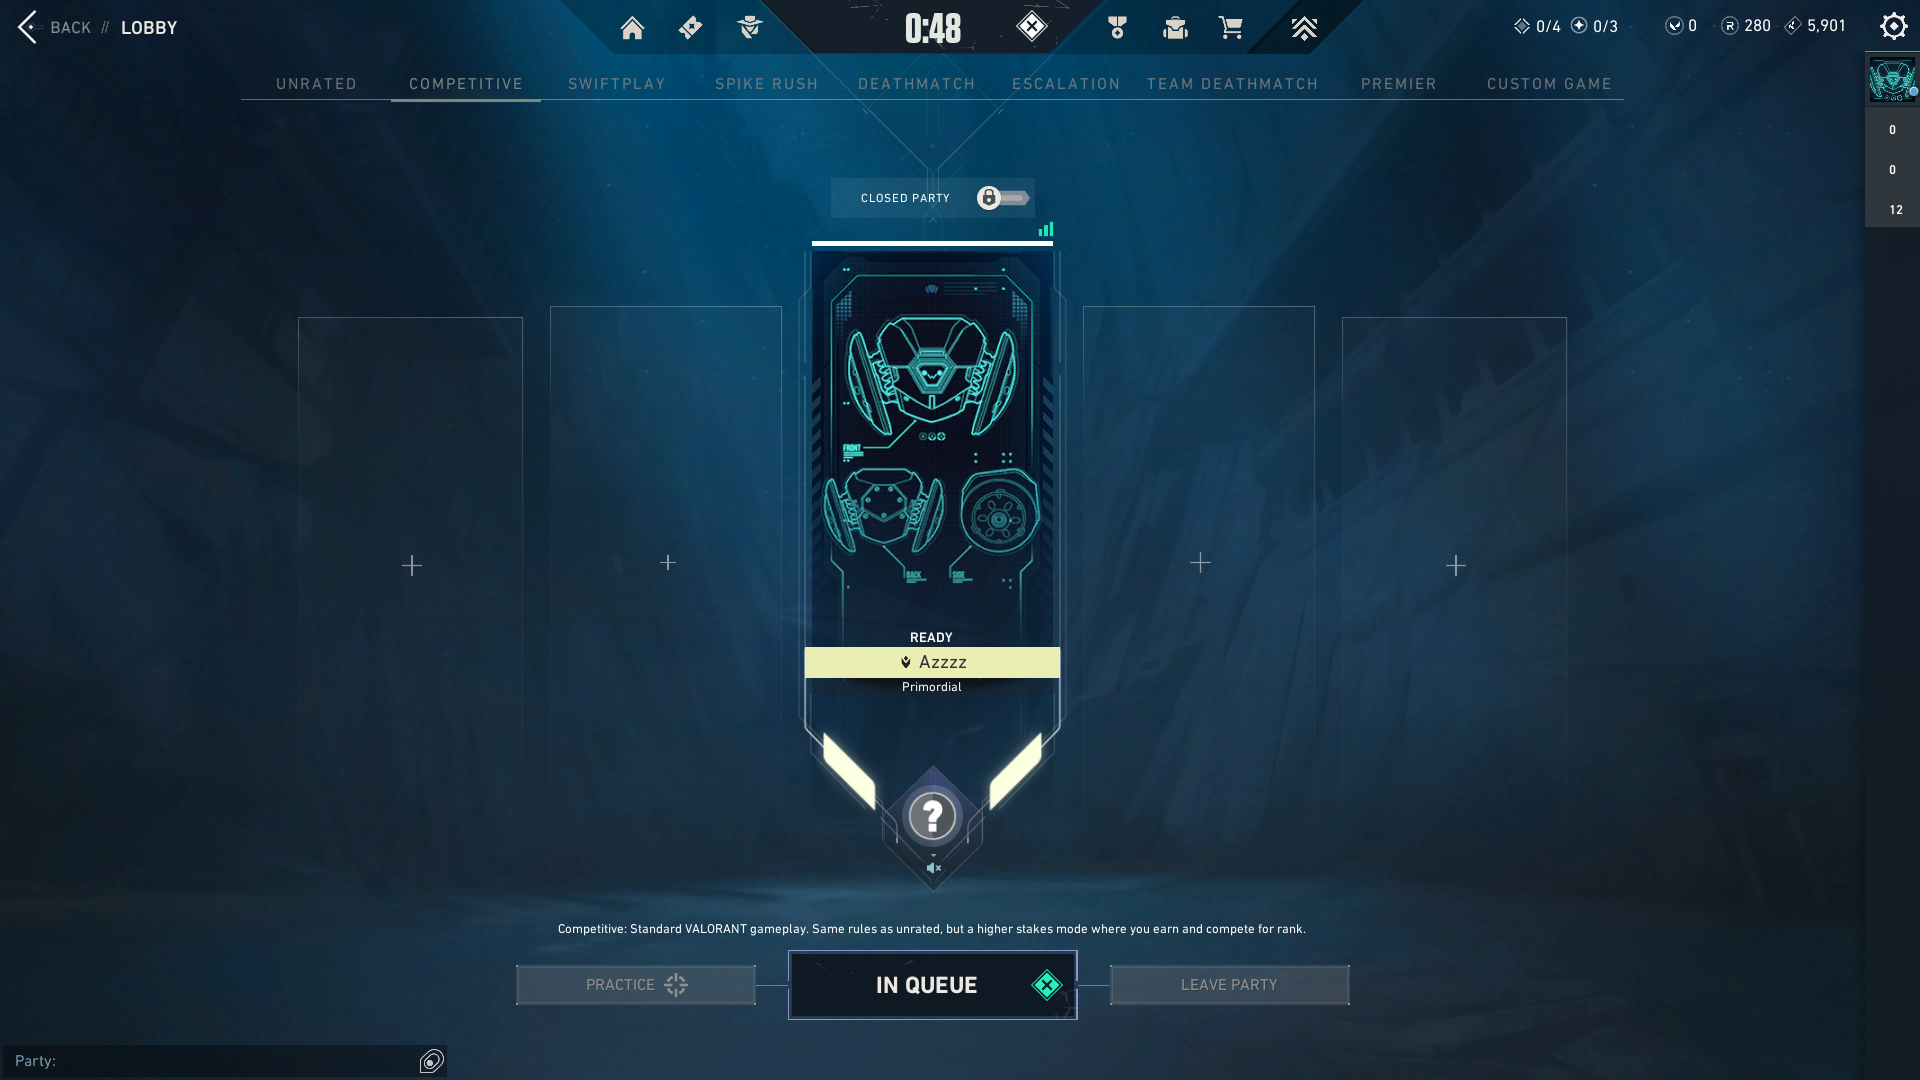 BACK // LOBBY
0:48
0/4 0/3 0 280 5,901
UNRATED COMPETITIVE SWIFTPLAY SPIKE RUSH DEATHMATCH ESCALATION TEAM DEATHMATCH PREMIER CUSTOM GAME
0
0
12
CLOSED PARTY
FRONT
BACK SIDE
READY
Azzzz
Primordial
?
Competitive: Standard VALORANT gameplay. Same rules as unrated, but a higher stakes mode where you earn and compete for rank.
PRACTICE IN QUEUE LEAVE PARTY
Party: